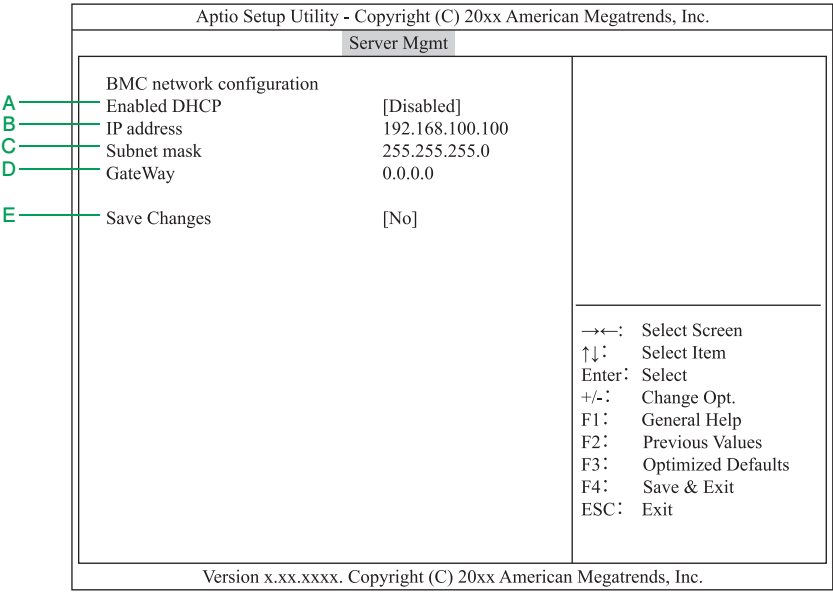 Aptio Setup Utility - Copyright (C) 20xx American Megatrends, Inc.
Server Mgmt
BMC network configuration
A Enabled DHCP [Disabled]
B IP address 192.168.100.100
C Subnet mask 255.255.255.0
D GateWay 0.0.0.0
E Save Changes [No]
→←: Select Screen
↑↓: Select Item
Enter: Select
+/-: Change Opt.
F1: General Help
F2: Previous Values
F3: Optimized Defaults
F4: Save & Exit
ESC: Exit
Version x.xx.xxxx. Copyright (C) 20xx American Megatrends, Inc.